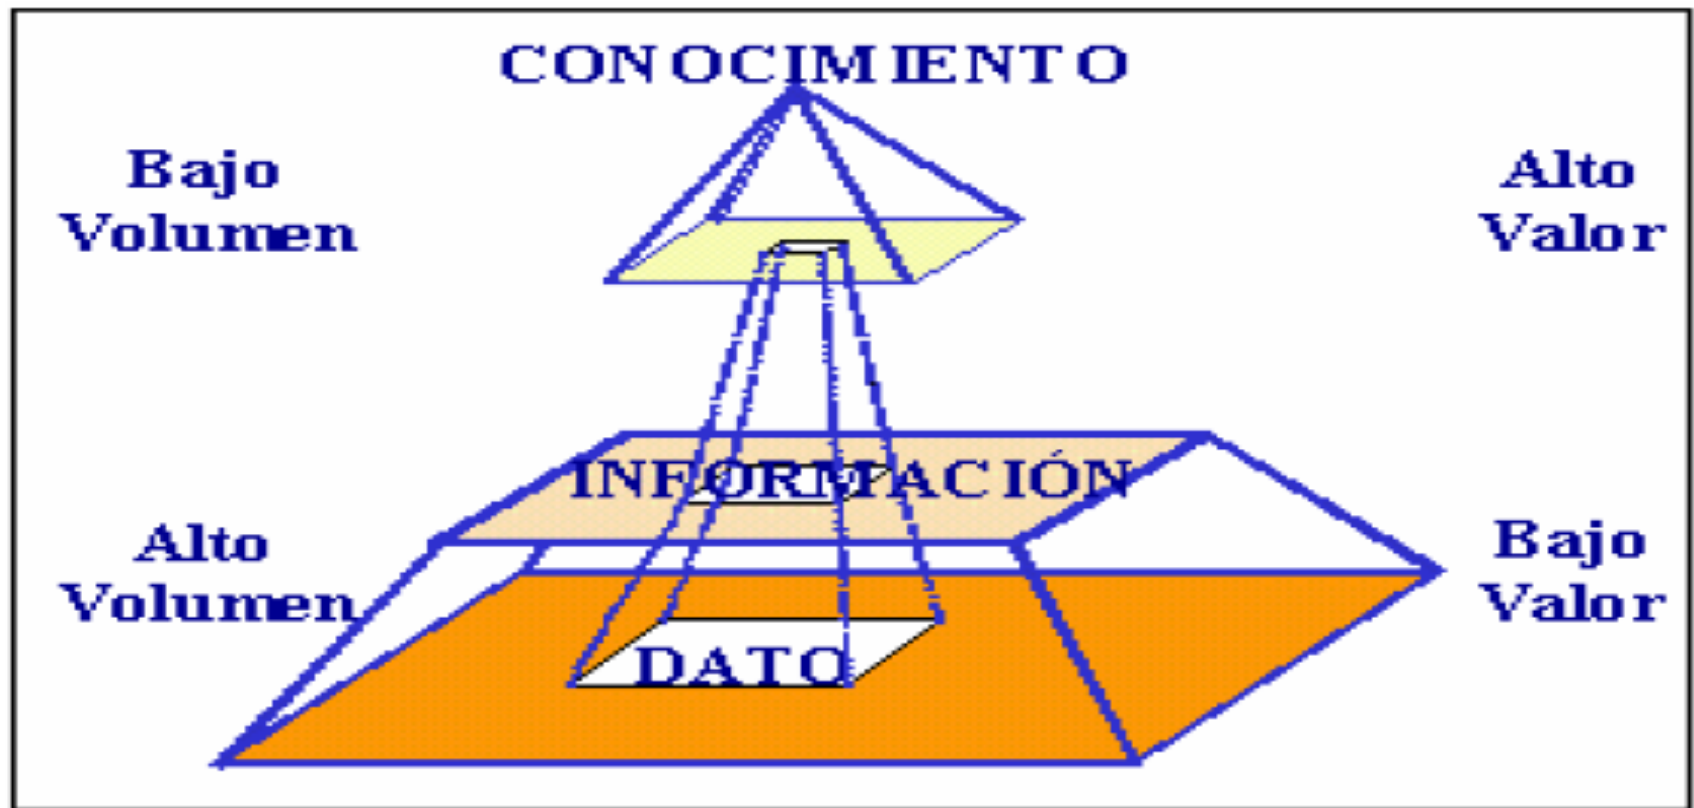 CONOCIMIENTO
Bajo
Volumen
Alto
Valor
INFORMACIÓN
Alto
Volumen
Bajo
Valor
DATO